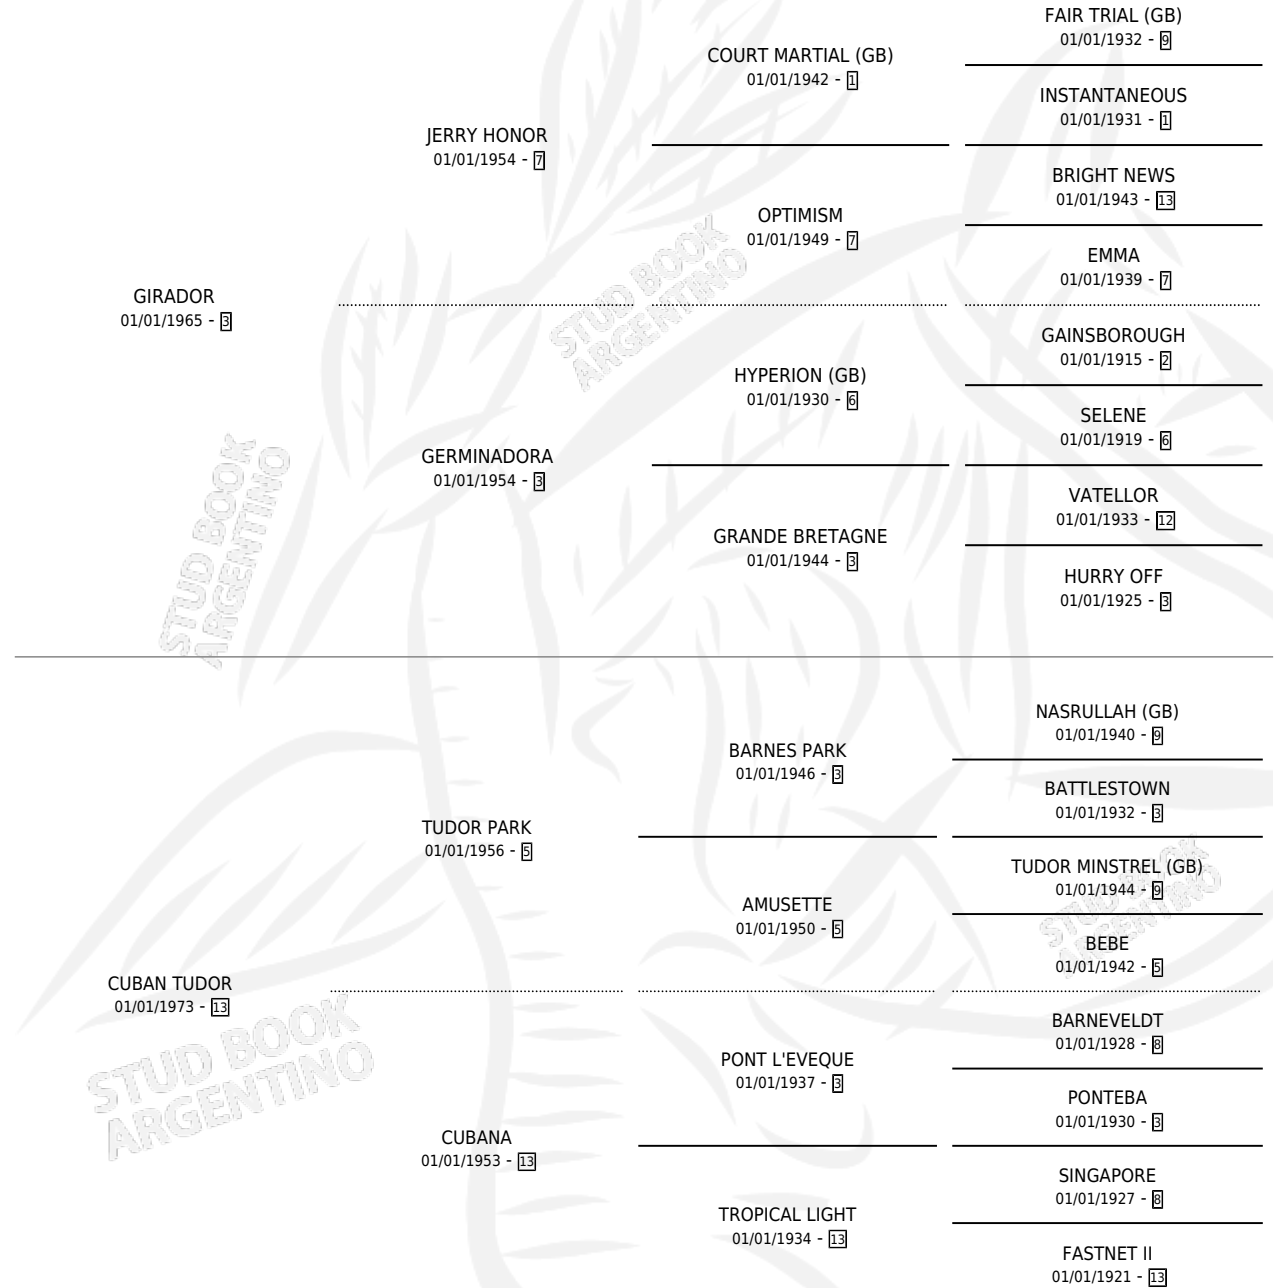 FAIR TRIAL (GB)
01/01/1932 - 9
COURT MARTIAL (GB)
01/01/1942 - 1
INSTANTANEOUS
01/01/1931 - 1
JERRY HONOR
01/01/1954 - 7
BRIGHT NEWS
01/01/1943 - 13
OPTIMISM
01/01/1949 - 7
EMMA
01/01/1939 - 7
GIRADOR
01/01/1965 - 3
GAINSBOROUGH
01/01/1915 - 2
HYPERION (GB)
01/01/1930 - 6
SELENE
01/01/1919 - 6
GERMINADORA
01/01/1954 - 3
VATELLOR
01/01/1933 - 12
GRANDE BRETAGNE
01/01/1944 - 3
HURRY OFF
01/01/1925 - 3
STUD BOOK
ARGENTINO
STUD BOOK
ARGENTINO
NASRULLAH (GB)
01/01/1940 - 9
BARNES PARK
01/01/1946 - 3
BATTLESTOWN
01/01/1932 - 3
TUDOR PARK
01/01/1956 - 5
TUDOR MINSTREL (GB)
01/01/1944 - 9
AMUSETTE
01/01/1950 - 5
BEBE
01/01/1942 - 5
STUD BOOK
ARGENTINO
CUBAN TUDOR
01/01/1973 - 13
BARNEVELDT
01/01/1928 - 8
PONT L'EVEQUE
01/01/1937 - 3
PONTEBA
01/01/1930 - 3
CUBANA
01/01/1953 - 13
SINGAPORE
01/01/1927 - 8
TROPICAL LIGHT
01/01/1934 - 13
FASTNET II
01/01/1921 - 13
STUD BOOK
ARGENTINO